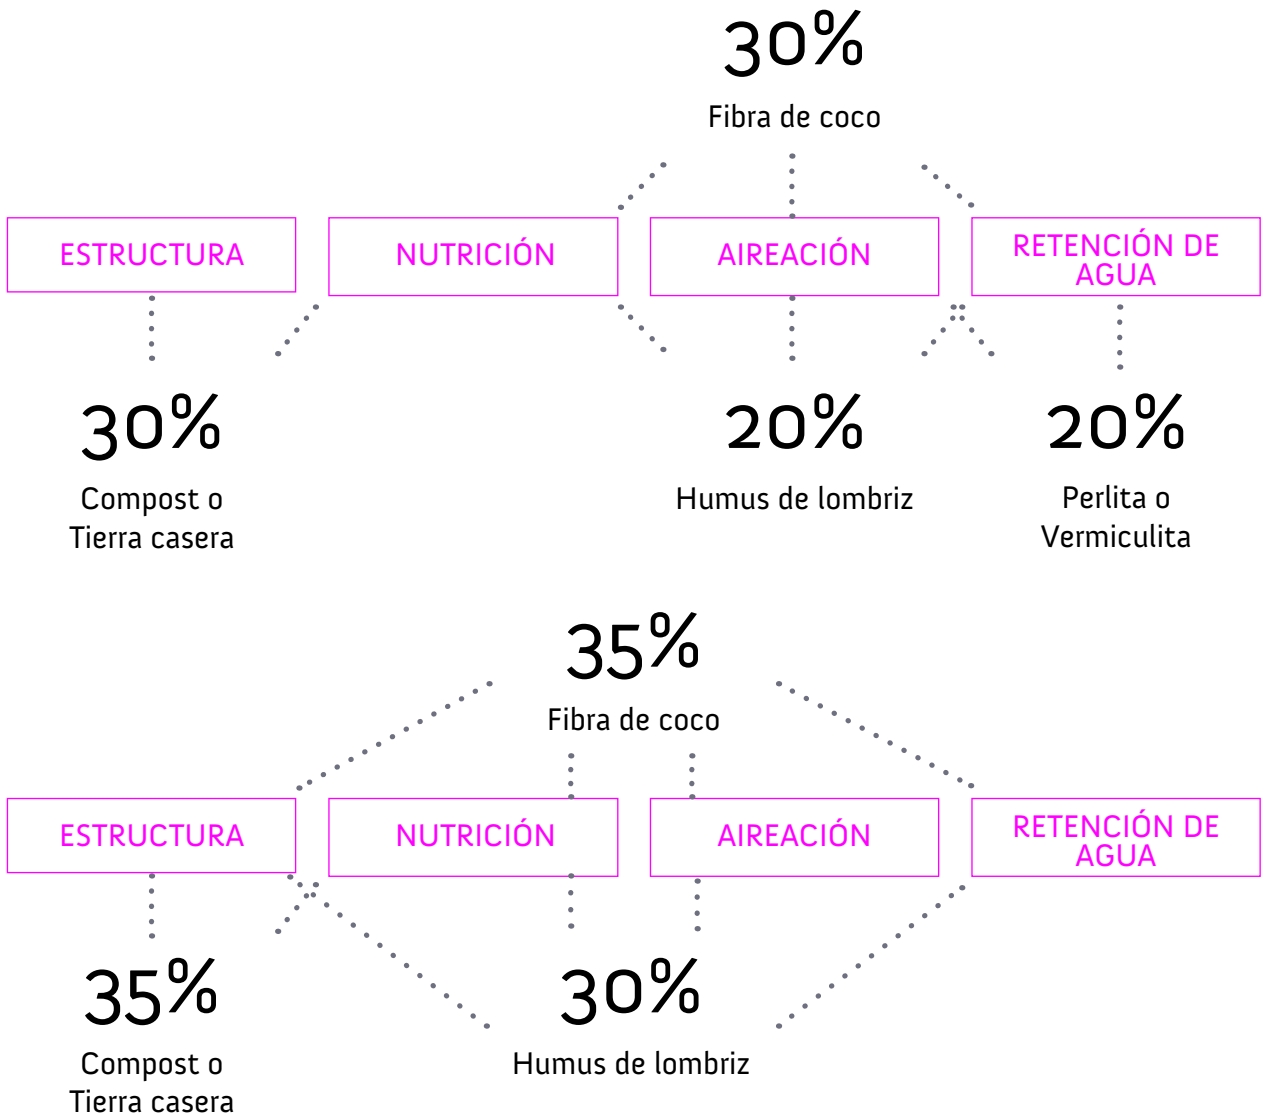 30%
Fibra de coco
ESTRUCTURA
NUTRICIÓN
AIREACIÓN
RETENCIÓN DE
AGUA
30%
Compost o
Tierra casera
20%
Humus de lombriz
20%
Perlita o
Vermiculita
35%
Fibra de coco
ESTRUCTURA
NUTRICIÓN
AIREACIÓN
RETENCIÓN DE
AGUA
35%
Compost o
Tierra casera
30%
Humus de lombriz